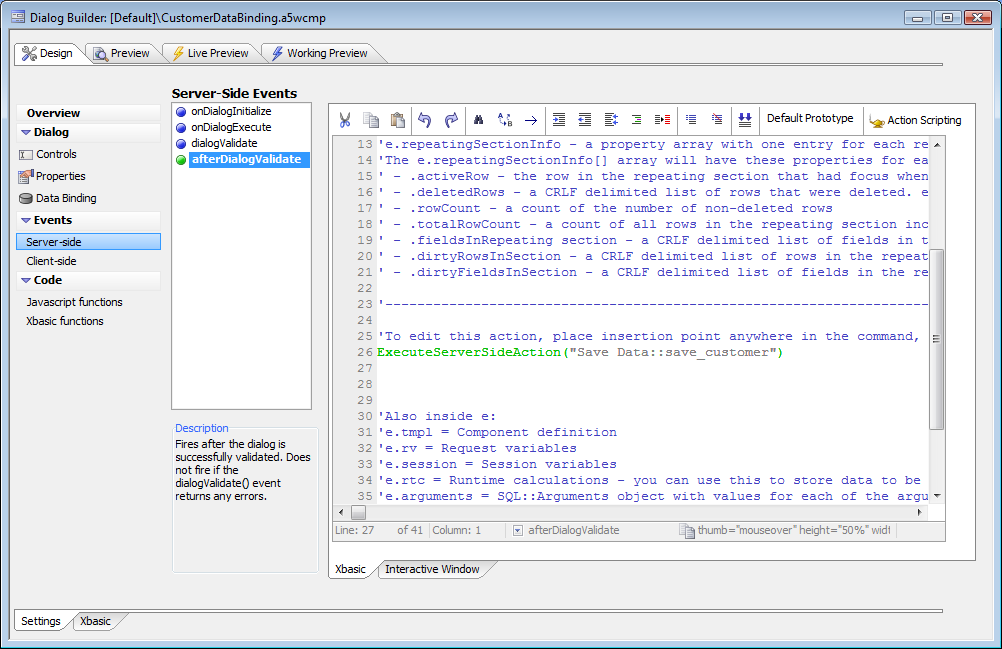 Dialog Builder: [Default]\CustomerDataBinding.a5wcmp
Design
Preview
Live Preview
Working Preview
Overview
Dialog
Controls
Properties
Data Binding
Events
Server-side
Client-side
Code
Javascript functions
Xbasic functions
Server-Side Events
onDialogInitialize
onDialogExecute
dialogValidate
afterDialogValidate
Description
Fires after the dialog is
successfully validated. Does
not fire if the
dialogValidate() event
returns any errors.
Default Prototype
Action Scripting
13 'e.repeatingSectionInfo - a property array with one entry for each re
14 'The e.repeatingSectionInfo[] array will have these properties for ea
15 ' - .activeRow - the row in the repeating section that had focus when
16 ' - .deletedRows - a CRLF delimited list of rows that were deleted. e
17 ' - .rowCount - a count of the number of non-deleted rows
18 ' - .totalRowCount - a count of all rows in the repeating section inc
19 ' - .fieldsInRepeating section - a CRLF delimited list of fields in t
20 ' - .dirtyRowsInSection - a CRLF delimited list of rows in the repeat
21 ' - .dirtyFieldsInSection - a CRLF delimited list of fields in the re
22
23 '----------------------------------------------------------------------
24
25 'To edit this action, place insertion point anywhere in the command,
26 ExecuteServerSideAction("Save Data::save_customer")
27
28
29
30 'Also inside e:
31 'e.tmpl = Component definition
32 'e.rv = Request variables
33 'e.session = Session variables
34 'e.rtc = Runtime calculations - you can use this to store data to be
35 'e.arguments = SQL::Arguments object with values for each of the argu
Line: 27 of 41 Column: 1 afterDialogValidate thumb="mouseover" height="50%" widt
Xbasic
Interactive Window
Settings
Xbasic